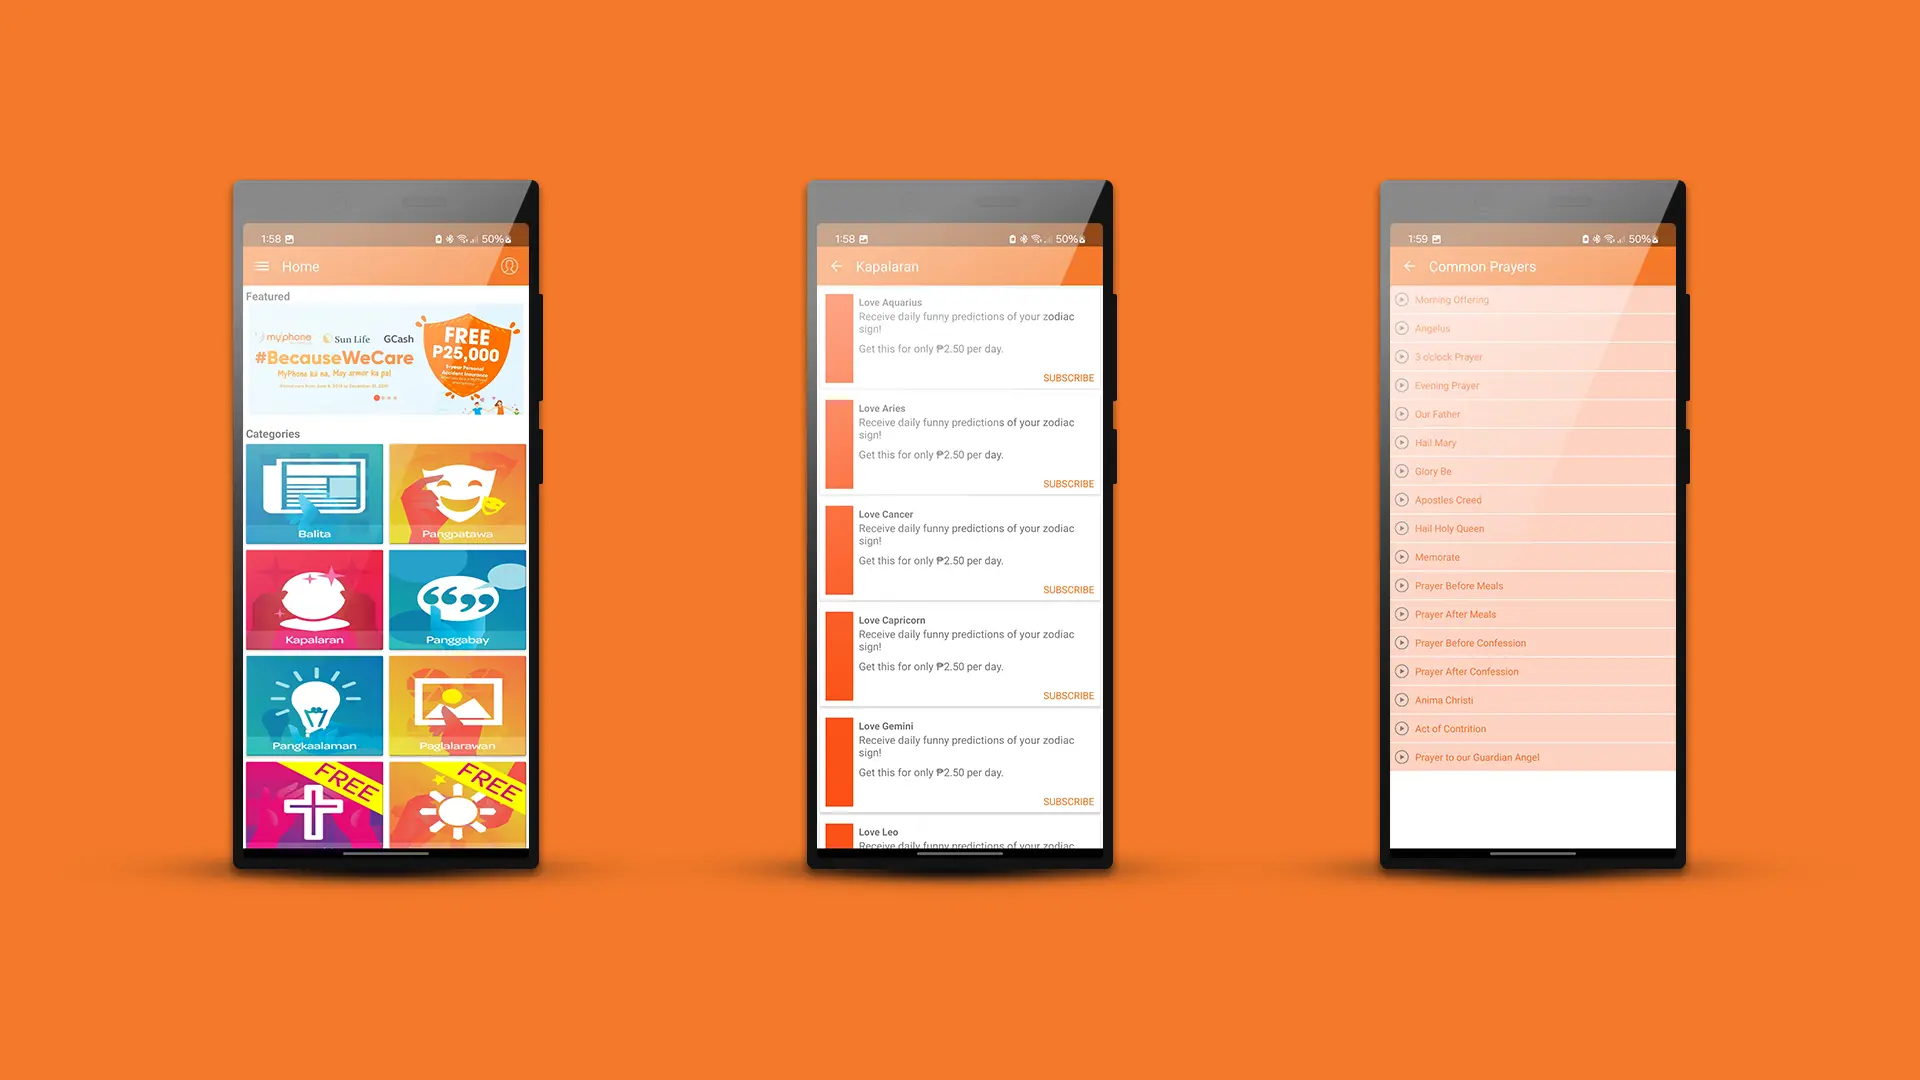 1:58
50%
Home
Featured
my|phone
Sun Life
GCash
#BecauseWeCare
MyPhone ka na, May armor ka pa!
FREE
P25,000
1-year Personal
Accident Insurance
Categories
Balita
Pangpatawa
Kapalaran
Panggabay
Pangkaalaman
Paglalarawan
FREE
FREE
1:58
50%
Kapalaran
Love Aquarius
Receive daily funny predictions of your zodiac
sign!
Get this for only ₱2.50 per day.
SUBSCRIBE
Love Aries
Receive daily funny predictions of your zodiac
sign!
Get this for only ₱2.50 per day.
SUBSCRIBE
Love Cancer
Receive daily funny predictions of your zodiac
sign!
Get this for only ₱2.50 per day.
SUBSCRIBE
Love Capricorn
Receive daily funny predictions of your zodiac
sign!
Get this for only ₱2.50 per day.
SUBSCRIBE
Love Gemini
Receive daily funny predictions of your zodiac
sign!
Get this for only ₱2.50 per day.
SUBSCRIBE
Love Leo
Receive daily funny predictions of your zodiac
1:59
50%
Common Prayers
Morning Offering
Angelus
3 o'clock Prayer
Evening Prayer
Our Father
Hail Mary
Glory Be
Apostles Creed
Hail Holy Queen
Memorate
Prayer Before Meals
Prayer After Meals
Prayer Before Confession
Prayer After Confession
Anima Christi
Act of Contrition
Prayer to our Guardian Angel